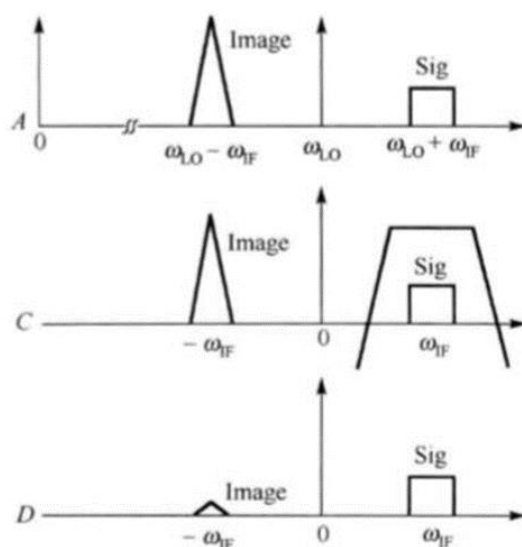 Image
Sig
A
0
ω_LO − ω_IF
ω_LO
ω_LO + ω_IF
Image
Sig
C
− ω_IF
0
ω_IF
Sig
Image
D
− ω_IF
0
ω_IF